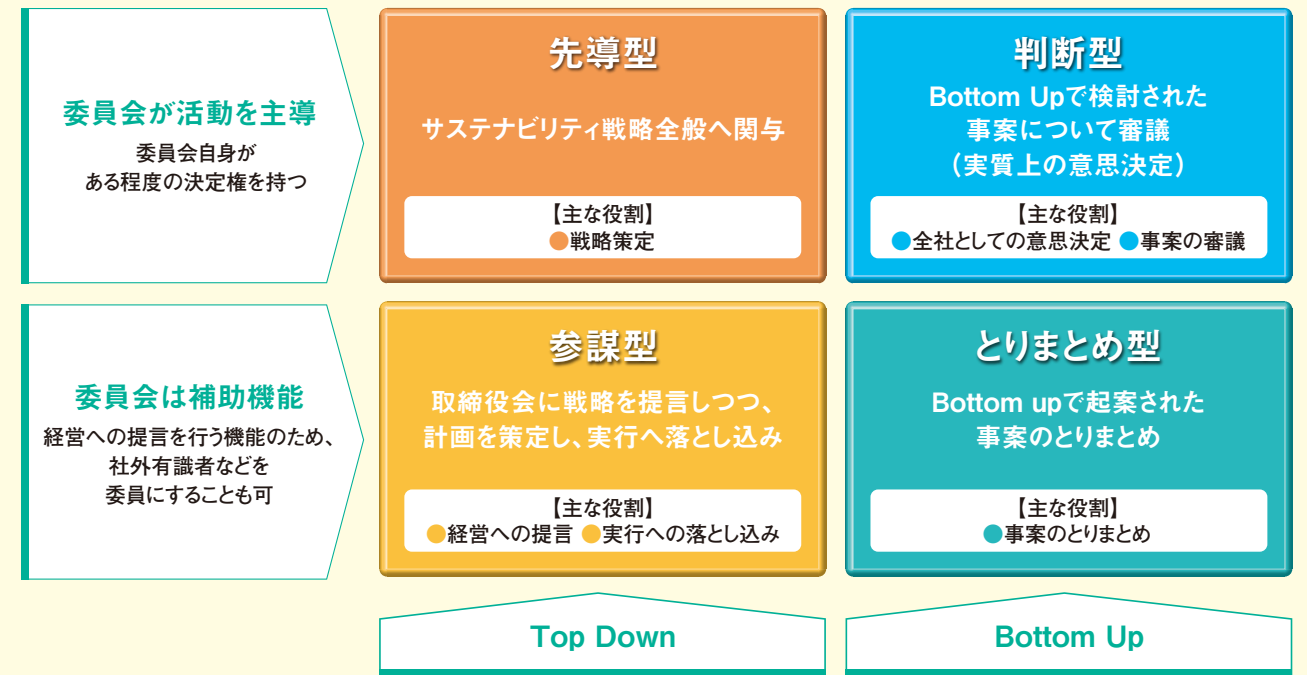 委員会が活動を主導
委員会自身が
ある程度の決定権を持つ
先導型
サステナビリティ戦略全般へ関与
【主な役割】
●戦略策定
判断型
Bottom Upで検討された
事案について審議
（実質上の意思決定）
【主な役割】
●全社としての意思決定 ●事案の審議
委員会は補助機能
経営への提言を行う機能のため、
社外有識者などを
委員にすることも可
参謀型
取締役会に戦略を提言しつつ、
計画を策定し、実行へ落とし込み
【主な役割】
●経営への提言 ●実行への落とし込み
とりまとめ型
Bottom upで起案された
事案のとりまとめ
【主な役割】
●事案のとりまとめ
Top Down
Bottom Up